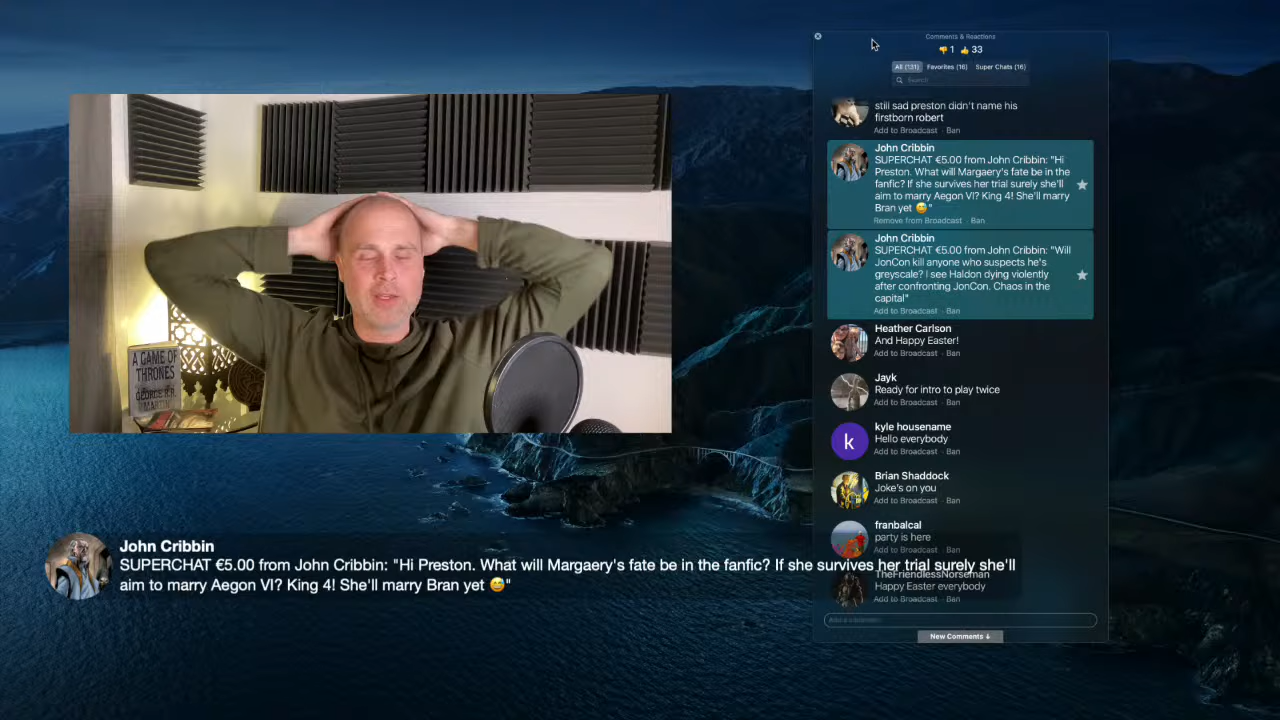 Comments & Reactions
👎 1 👍 33
All (131) Favorites (16) Super Chats (16)
Search
still sad preston didn't name his
firstborn robert
Add to Broadcast · Ban
John Cribbin
SUPERCHAT €5.00 from John Cribbin: "Hi
Preston. What will Margaery's fate be in the
fanfic? If she survives her trial surely she'll
aim to marry Aegon VI? King 4! She'll marry
Bran yet 😅"
Remove from Broadcast · Ban
John Cribbin
SUPERCHAT €5.00 from John Cribbin: "Will
JonCon kill anyone who suspects he's
greyscale? I see Haldon dying violently
after confronting JonCon. Chaos in the
capital"
Add to Broadcast · Ban
Heather Carlson
And Happy Easter!
Add to Broadcast · Ban
Jayk
Ready for intro to play twice
Add to Broadcast · Ban
k
kyle housename
Hello everybody
Add to Broadcast · Ban
Brian Shaddock
Joke's on you
Add to Broadcast · Ban
franbalcal
party is here
Add to Broadcast · Ban
TheFriendlessNorseman
Happy Easter everybody
Add to Broadcast · Ban
Add a comment
New Comments ↓
A GAME OF
THRONES
GEORGE R.R.
MARTIN
John Cribbin
SUPERCHAT €5.00 from John Cribbin: "Hi Preston. What will Margaery's fate be in the fanfic? If she survives her trial surely she'll
aim to marry Aegon VI? King 4! She'll marry Bran yet 😅"